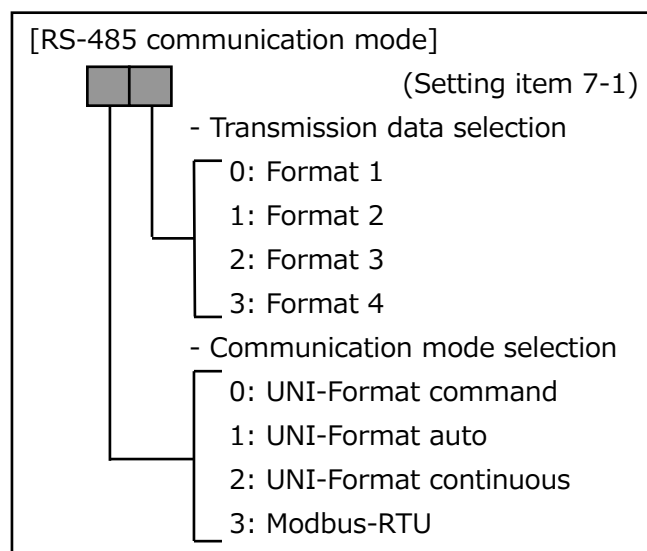 [RS-485 communication mode]
(Setting item 7-1)
- Transmission data selection
0: Format 1
1: Format 2
2: Format 3
3: Format 4
- Communication mode selection
0: UNI-Format command
1: UNI-Format auto
2: UNI-Format continuous
3: Modbus-RTU